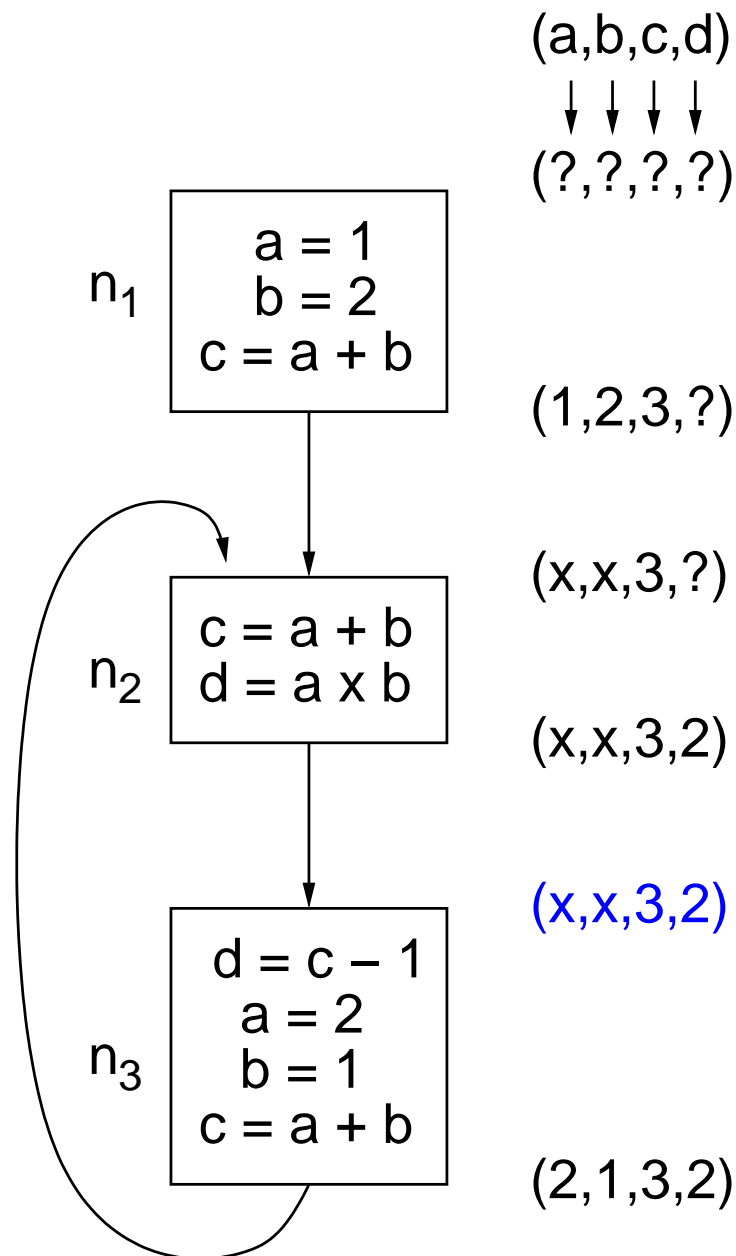 (a,b,c,d)
(?,?,?,?)
n1
a = 1
b = 2
c = a + b
(1,2,3,?)
(x,x,3,?)
n2
c = a + b
d = a x b
(x,x,3,2)
(x,x,3,2)
n3
d = c – 1
a = 2
b = 1
c = a + b
(2,1,3,2)